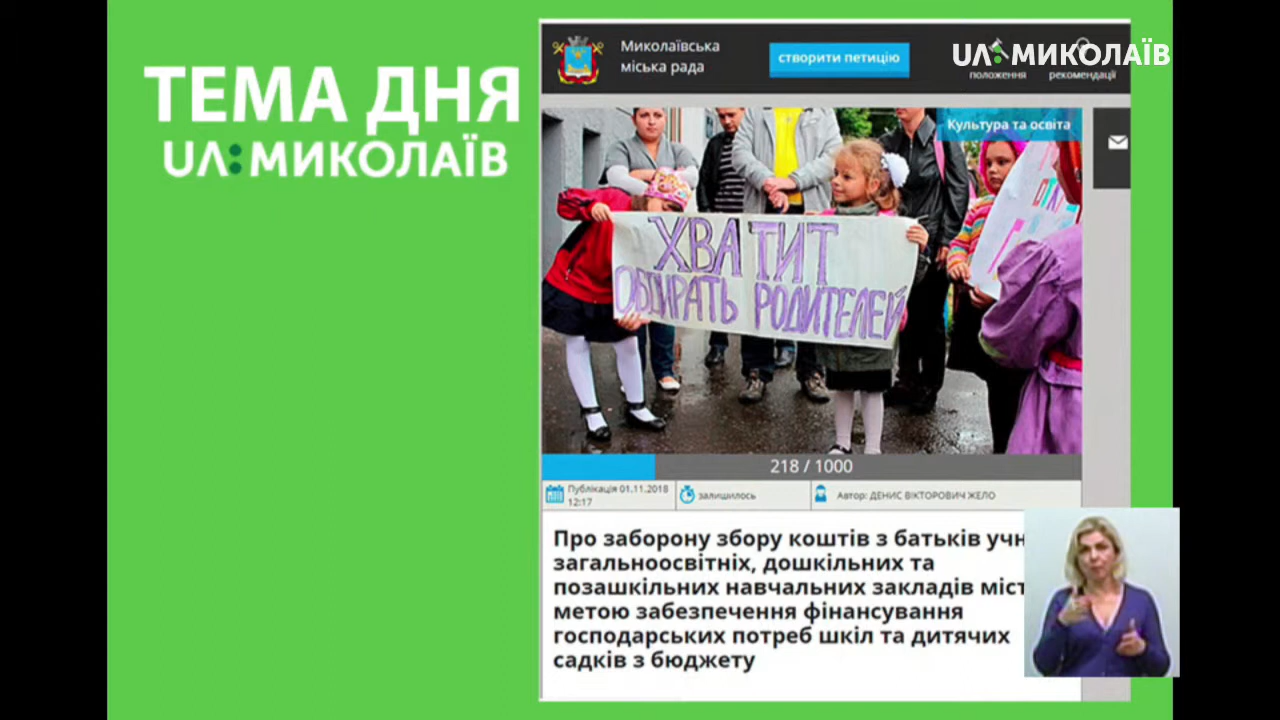 ТЕМА ДНЯ
UA:МИКОЛАЇВ
Миколаївська
міська рада
створити петицію
UA:МИКОЛАЇВ
положення
рекомендації
Культура та освіта
ХВАТИТ
ОБДИРАТЬ РОДИТЕЛЕЙ
218 / 1000
Публікація 01.11.2018
12:17
залишилось
Автор: ДЕНИС ВІКТОРОВИЧ ЖЕЛО
Про заборону збору коштів з батьків учн
загальноосвітніх, дошкільних та
позашкільних навчальних закладів міст
метою забезпечення фінансування
господарських потреб шкіл та дитячих
садків з бюджету